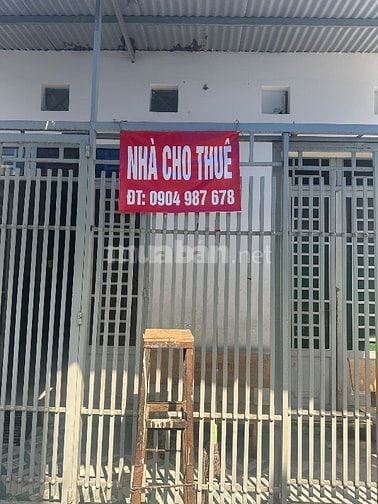 NHÀ CHO THUÊ
ĐT: 0904 987 678
muaban.net